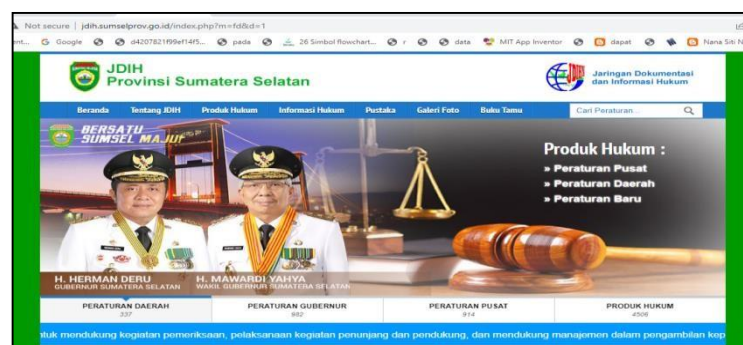 Not secure | jdih.sumselprov.go.id/index.php?m=fd&d=1
Google d4207821f99ef14f5... pada 26 Simbol flowchart... r data MIT App Inventor dapat Nana Siti N
JDIH
Provinsi Sumatera Selatan
Jaringan Dokumentasi
dan Informasi Hukum
Beranda Tentang JDIH Produk Hukum Informasi Hukum Pustaka Galeri Foto Buku Tamu Cari Peraturan...
BERSATU
SUMSEL MAJU
Produk Hukum :
» Peraturan Pusat
» Peraturan Daerah
» Peraturan Baru
H. HERMAN DERU
GUBERNUR SUMATERA SELATAN
H. MAWARDI YAHYA
WAKIL GUBERNUR SUMATERA SELATAN
PERATURAN DAERAH PERATURAN GUBERNUR PERATURAN PUSAT PRODUK HUKUM
337 982 914 4506
tuk mendukung kegiatan pemeriksaan, pelaksanaan kegiatan penunjang dan pendukung, dan mendukung manajemen dalam pengambilan kep